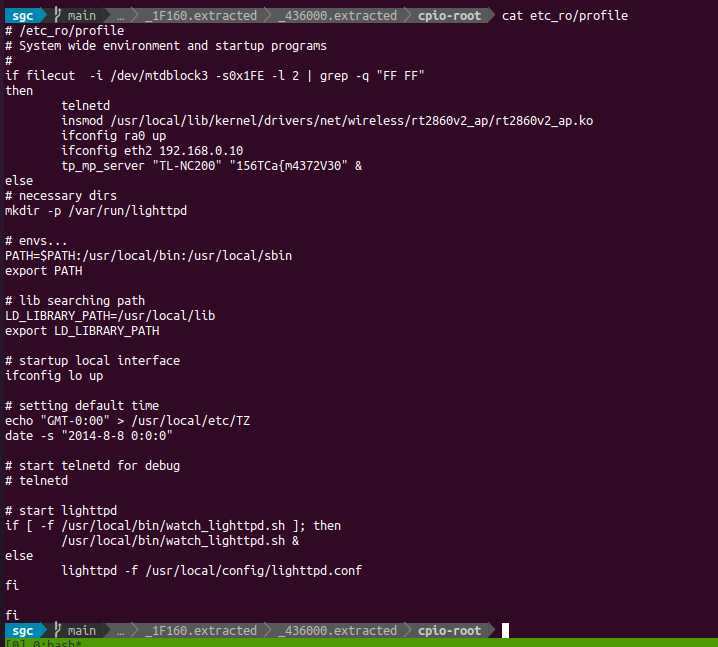 sgc main … _1F160.extracted _436000.extracted cpio-root cat etc_ro/profile
# /etc_ro/profile
# System wide environment and startup programs
#
if filecut  -i /dev/mtdblock3 -s0x1FE -l 2 | grep -q "FF FF"
then
        telnetd
        insmod /usr/local/lib/kernel/drivers/net/wireless/rt2860v2_ap/rt2860v2_ap.ko
        ifconfig ra0 up
        ifconfig eth2 192.168.0.10
        tp_mp_server "TL-NC200" "156TCa{m4372V30" &
else
# necessary dirs
mkdir -p /var/run/lighttpd

# envs...
PATH=$PATH:/usr/local/bin:/usr/local/sbin
export PATH

# lib searching path
LD_LIBRARY_PATH=/usr/local/lib
export LD_LIBRARY_PATH

# startup local interface
ifconfig lo up

# setting default time
echo "GMT-0:00" > /usr/local/etc/TZ
date -s "2014-8-8 0:0:0"

# start telnetd for debug
# telnetd

# start lighttpd
if [ -f /usr/local/bin/watch_lighttpd.sh ]; then
        /usr/local/bin/watch_lighttpd.sh &
else
        lighttpd -f /usr/local/config/lighttpd.conf
fi

fi
sgc main … _1F160.extracted _436000.extracted cpio-root
[0] 0:bash*